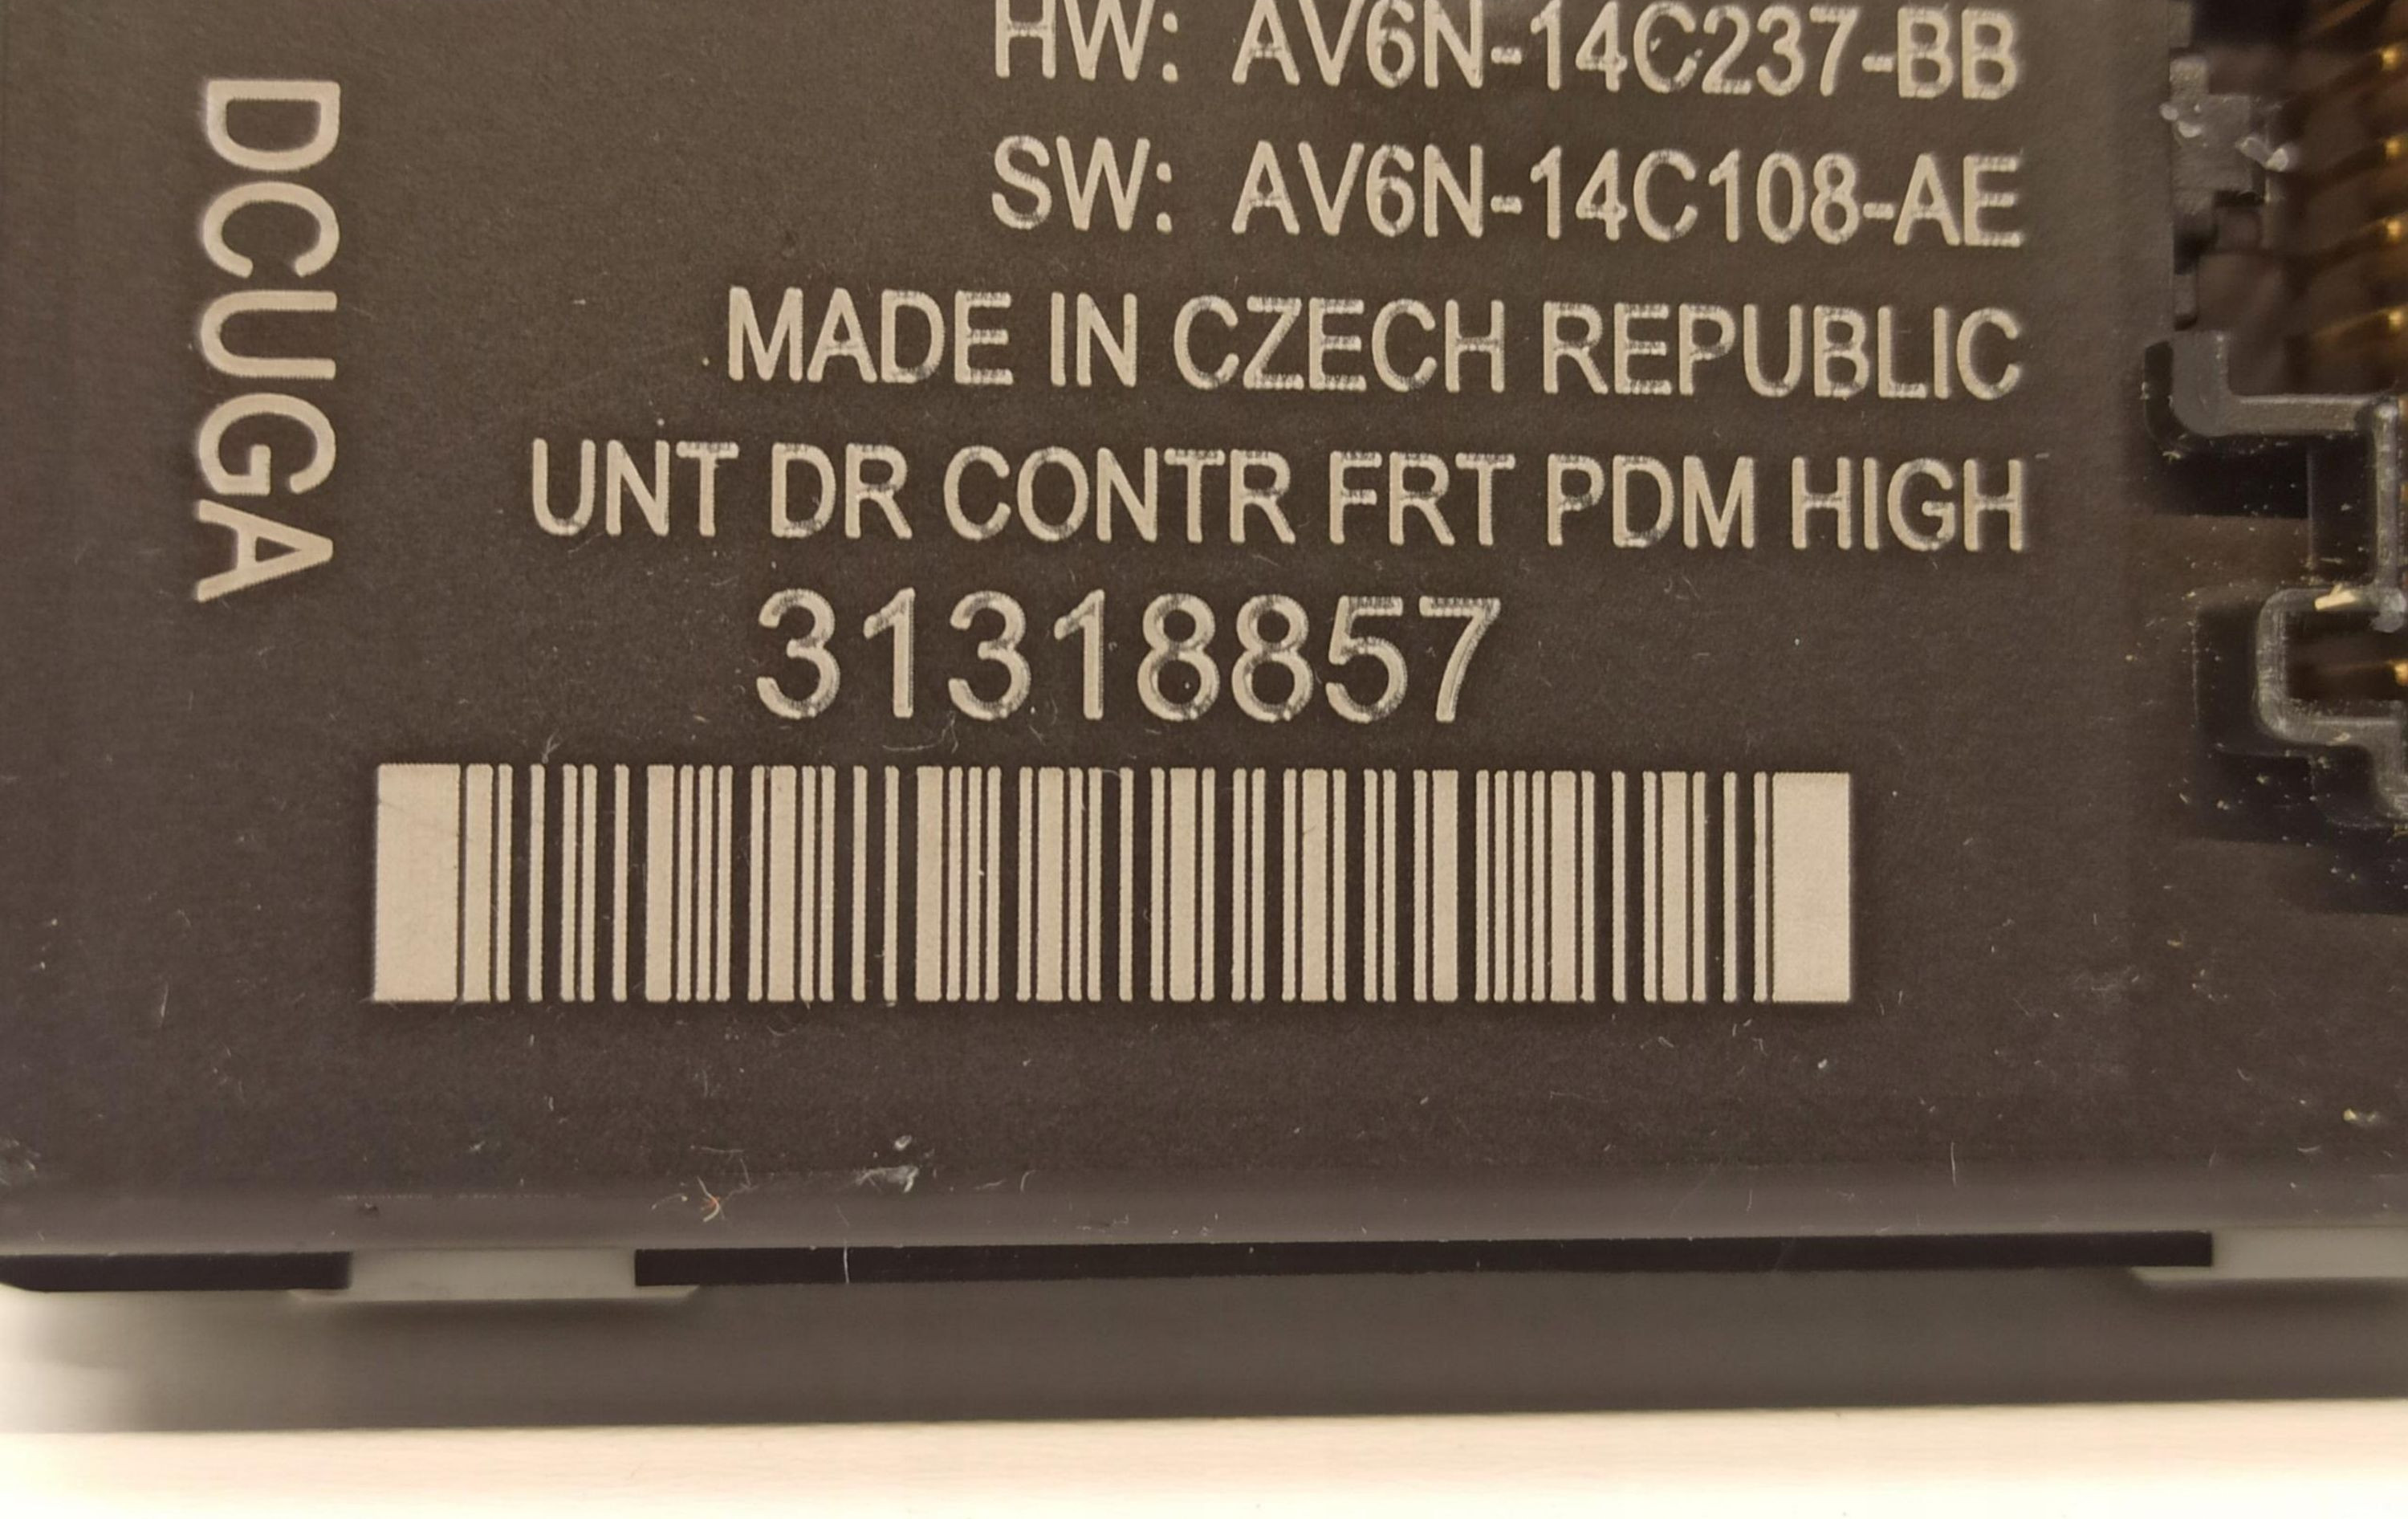 HW: AV6N-14C237-BB
SW: AV6N-14C108-AE
MADE IN CZECH REPUBLIC
UNT DR CONTR FRT PDM HIGH
31318857
DCUGA